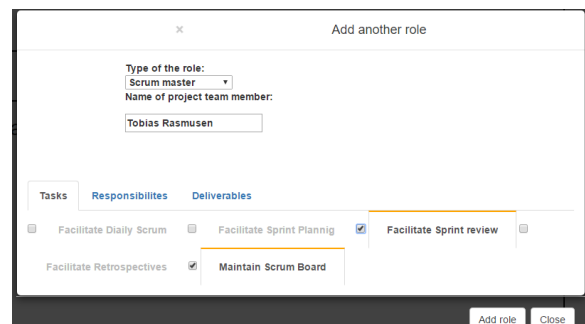 × Add another role
Type of the role:
Scrum master
Name of project team member:
Tobias Rasmusen
Tasks Responsibilites Deliverables
Facilitate Diaily Scrum Facilitate Sprint Plannig Facilitate Sprint review
Facilitate Retrospectives Maintain Scrum Board
Add role Close